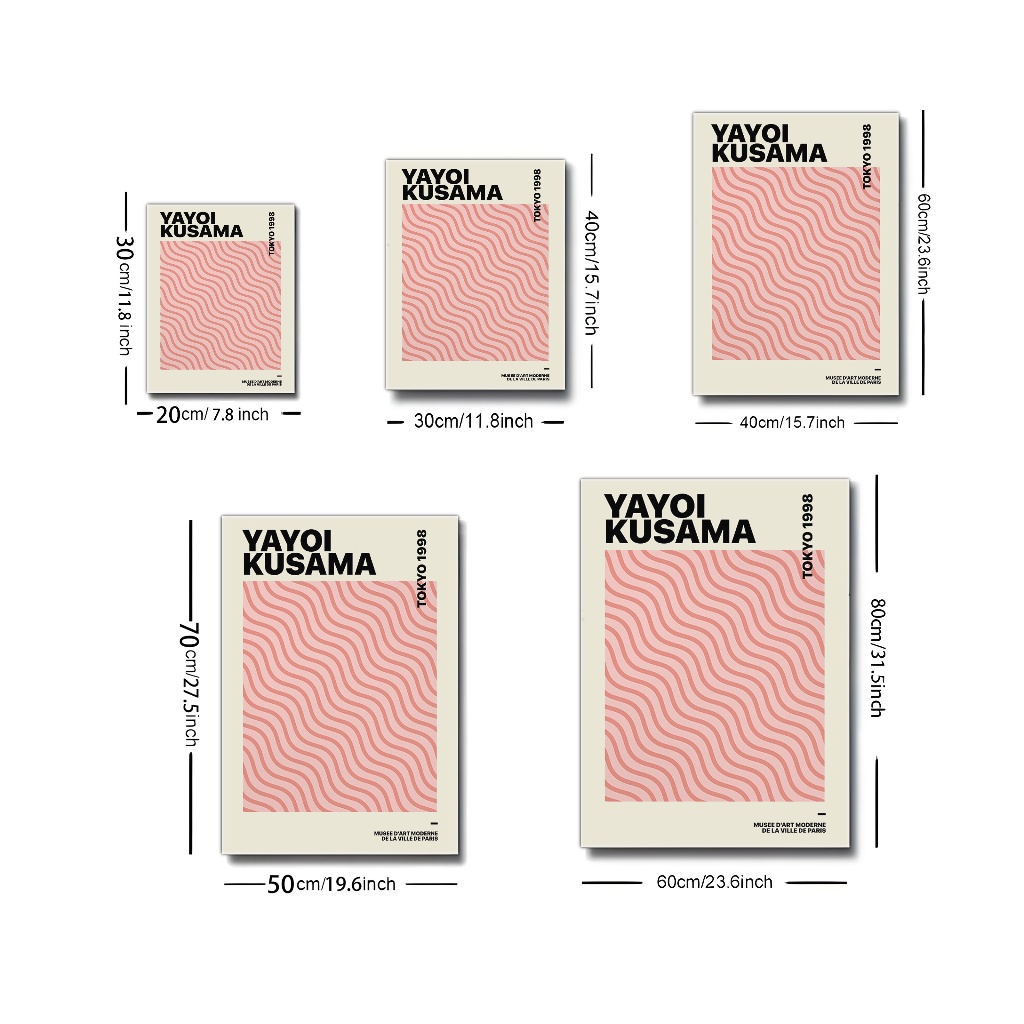 YAYOI
KUSAMA
TOKYO 1998
MUSEE D'ART MODERNE
DE LA VILLE DE PARIS
30cm/11.8 inch
20cm/ 7.8 inch
YAYOI
KUSAMA
TOKYO 1998
MUSEE D'ART MODERNE
DE LA VILLE DE PARIS
40cm/15.7inch
30cm/11.8inch
YAYOI
KUSAMA
TOKYO 1998
MUSEE D'ART MODERNE
DE LA VILLE DE PARIS
60cm/23.6inch
40cm/15.7inch
YAYOI
KUSAMA
TOKYO 1998
MUSEE D'ART MODERNE
DE LA VILLE DE PARIS
70cm/27.5inch
50cm/19.6inch
YAYOI
KUSAMA
TOKYO 1998
MUSEE D'ART MODERNE
DE LA VILLE DE PARIS
80cm/31.5inch
60cm/23.6inch